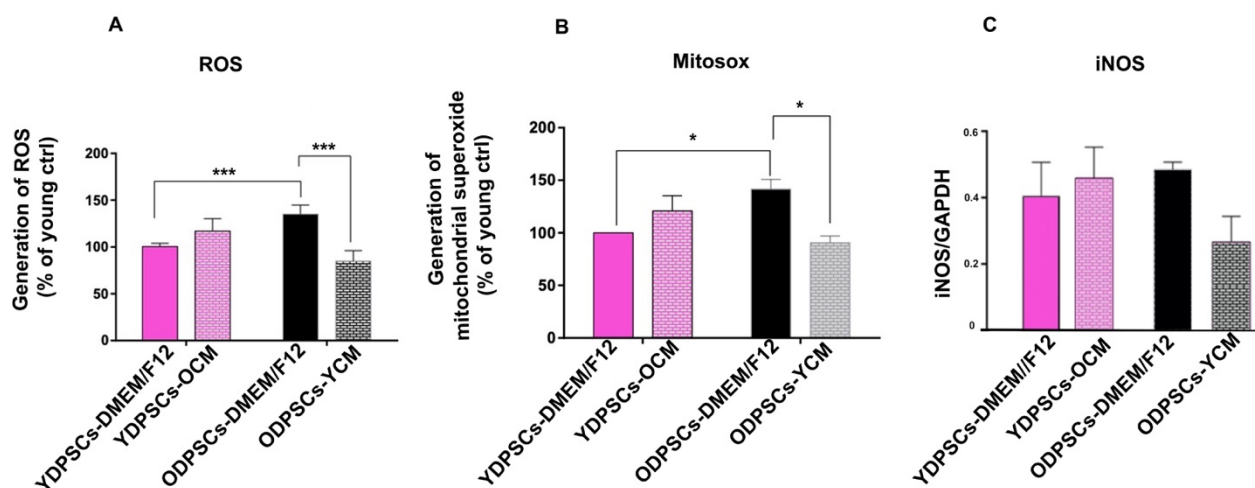 A
ROS
Generation of ROS
(% of young ctrl)
200
150
100
50
0
***
***
YDPSCs-DMEM/F12
YDPSCs-OCM
ODPSCs-DMEM/F12
ODPSCs-YCM
B
Mitosox
Generation of
mitochondrial superoxide
(% of young ctrl)
200
150
100
50
0
*
*
YDPSCs-DMEM/F12
YDPSCs-OCM
ODPSCs-DMEM/F12
ODPSCs-YCM
C
iNOS
iNOS/GAPDH
0.6
0.4
0.2
0
YDPSCs-DMEM//F12
YDPSCs-OCM
ODPSCs-DMEM/F12
ODPSCs-YCM